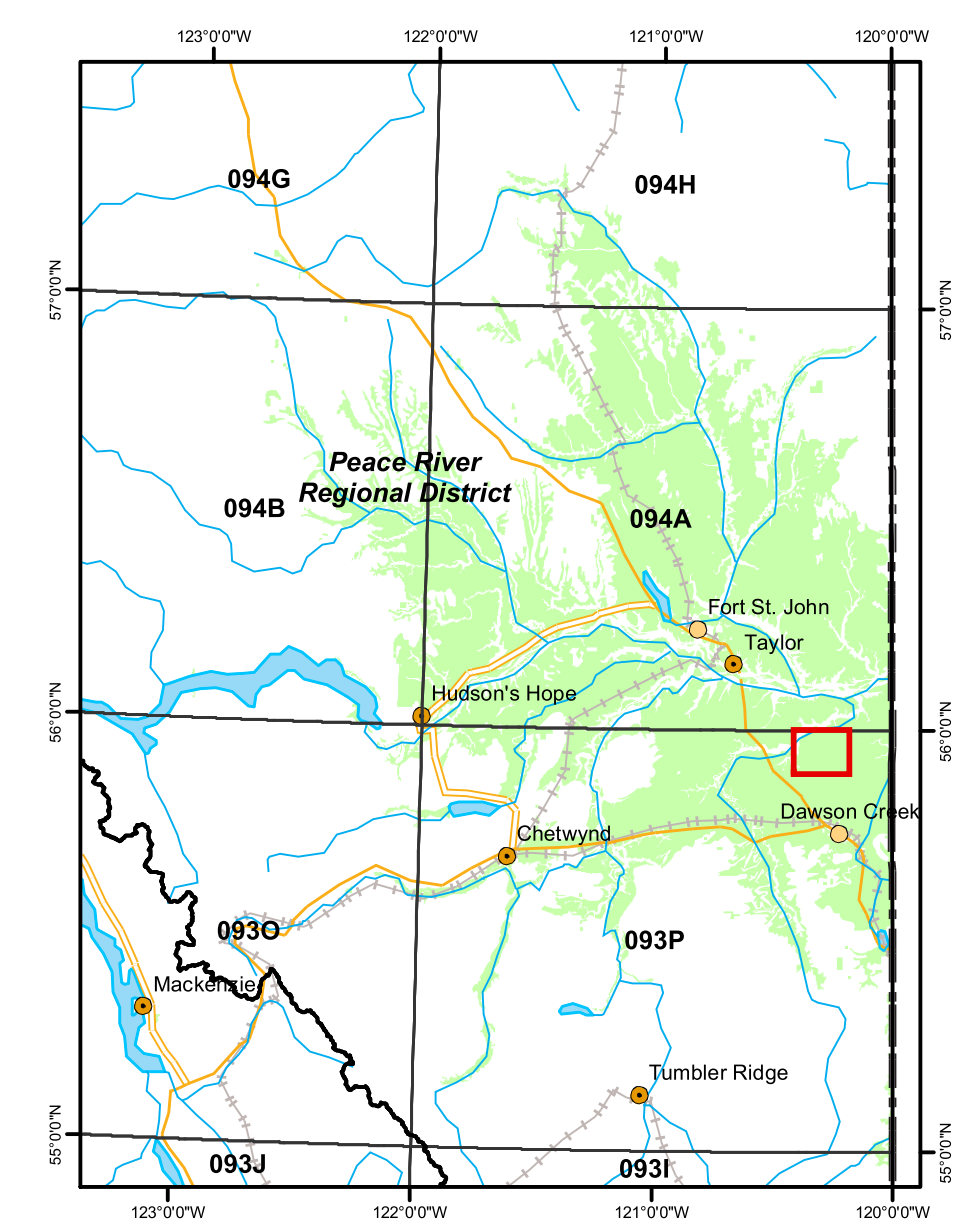 123°0'0"W
122°0'0"W
121°0'0"W
120°0'0"W
094G
094H
57°0'0"N
57°0'0"N
Peace River
Regional District
094B
094A
Fort St. John
Taylor
Hudson's Hope
56°0'0"N
56°0'0"N
Dawson Creek
Chetwynd
093O
093P
Mackenzie
Tumbler Ridge
55°0'0"N
55°0'0"N
093J
093I
123°0'0"W
122°0'0"W
121°0'0"W
120°0'0"W